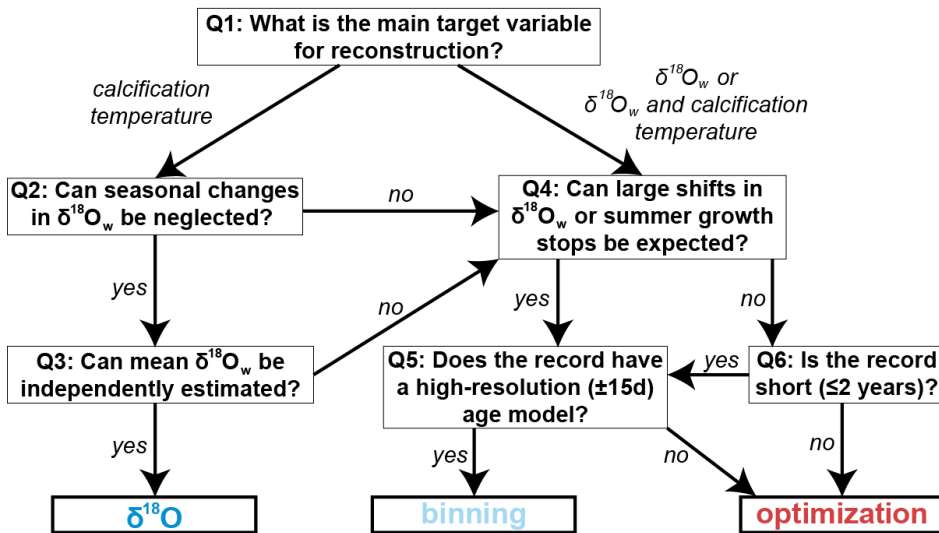 Q1: What is the main target variable
for reconstruction?
calcification
temperature
δ¹⁸Ow or
δ¹⁸Ow and calcification
temperature
Q2: Can seasonal changes
in δ¹⁸Ow be neglected?
no
Q4: Can large shifts in
δ¹⁸Ow or summer growth
stops be expected?
yes
no
yes
no
Q3: Can mean δ¹⁸Ow be
independently estimated?
Q5: Does the record have
a high-resolution (±15d)
age model?
yes
Q6: Is the record
short (≤2 years)?
yes
yes
no
no
δ¹⁸O
binning
optimization